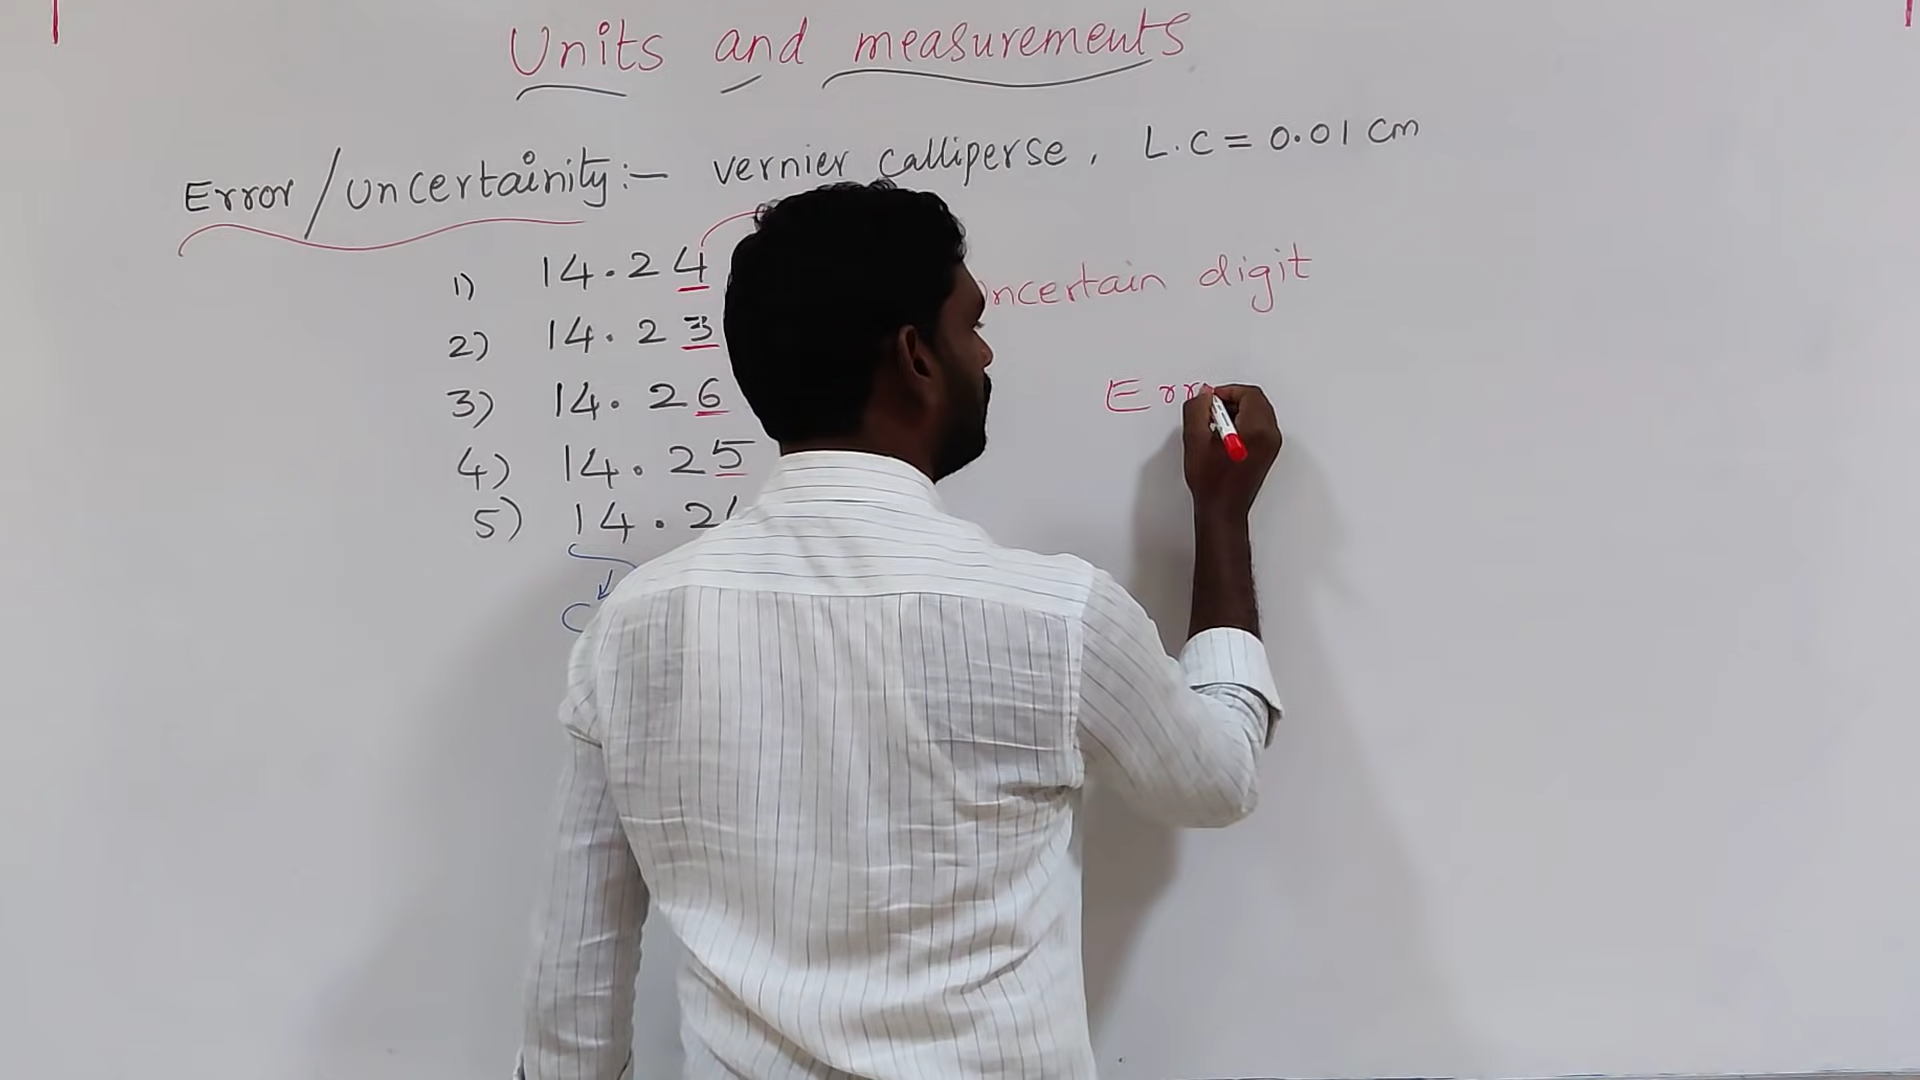 Units and measurements
Error/uncertainity:- vernier calliperse, L.C = 0.01 cm
1) 14.24
uncertain digit
2) 14.23
3) 14.26
Err
4) 14.25
5) 14.2
C